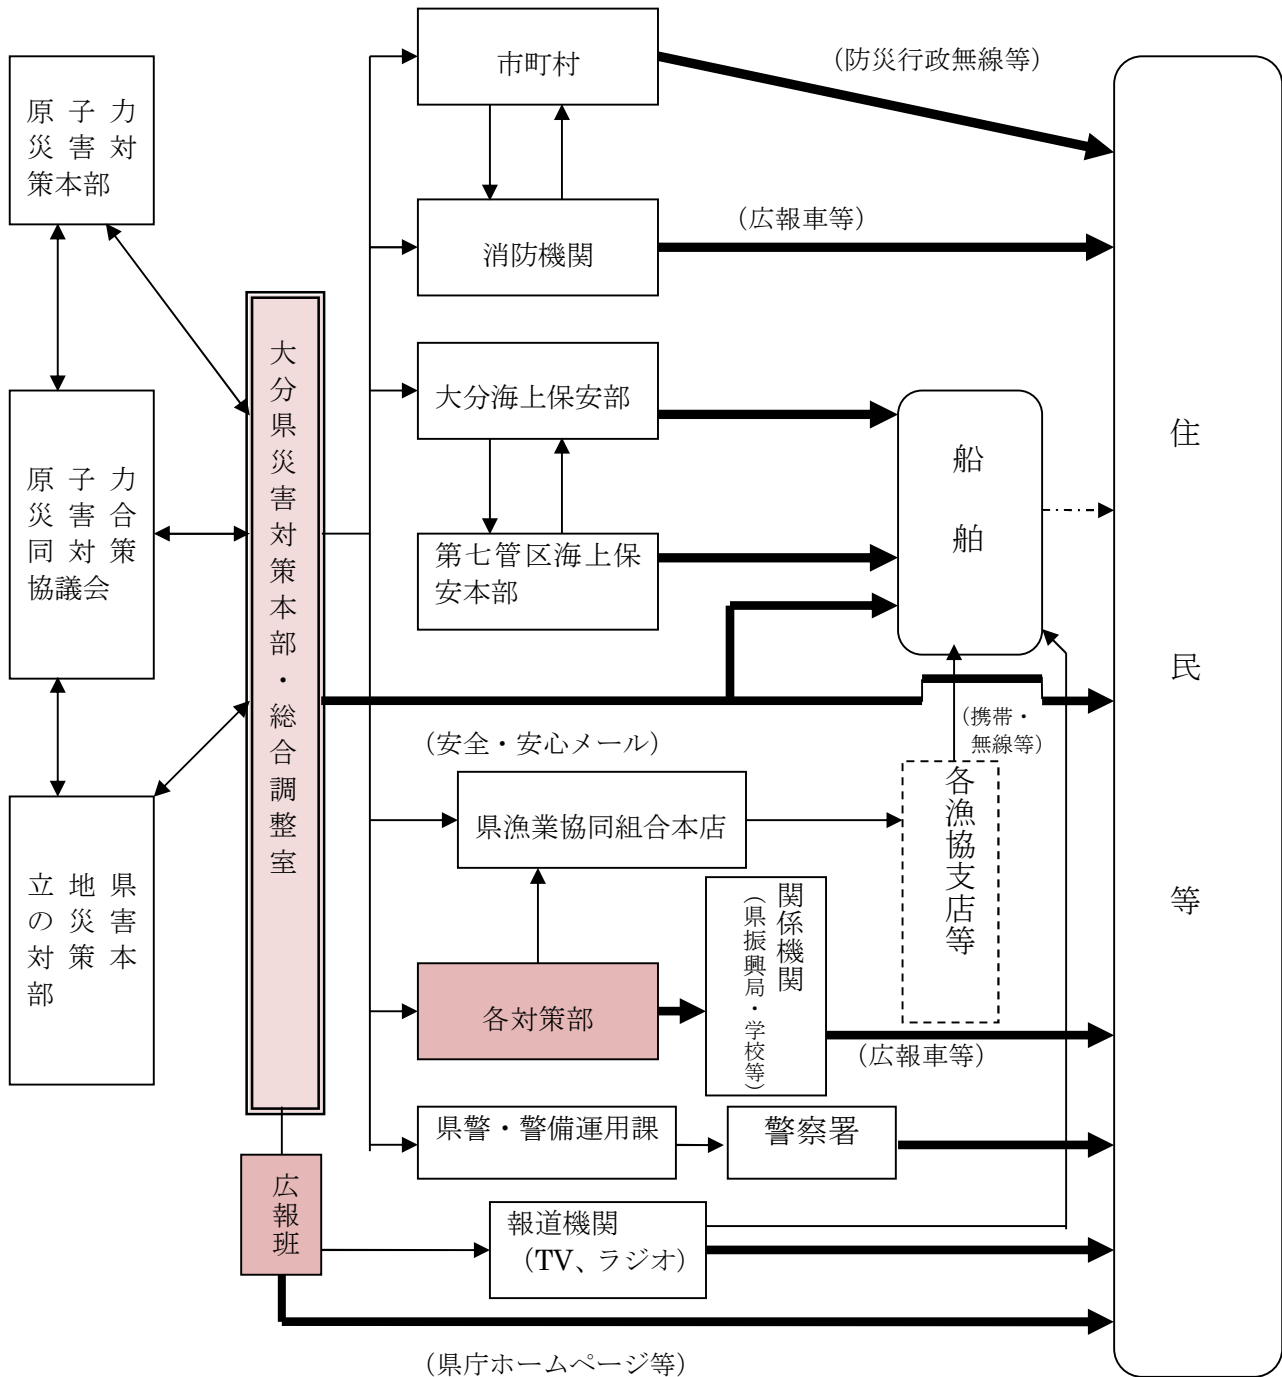 原子力
災害対
策本部
原子力
災害合
同対策
協議会
立地県
の災害
対策本
部
大分県災害対策本部・総合調整室
広報班
市町村
(防災行政無線等)
消防機関
(広報車等)
大分海上保安部
第七管区海上保
安本部
船舶
(安全・安心メール)
(携帯・
無線等)
県漁業協同組合本店
各漁協支店等
各対策部
関係機関
(県振興局・学校等)
(広報車等)
県警・警備運用課
警察署
報道機関
(TV、ラジオ)
(県庁ホームページ等)
住民等